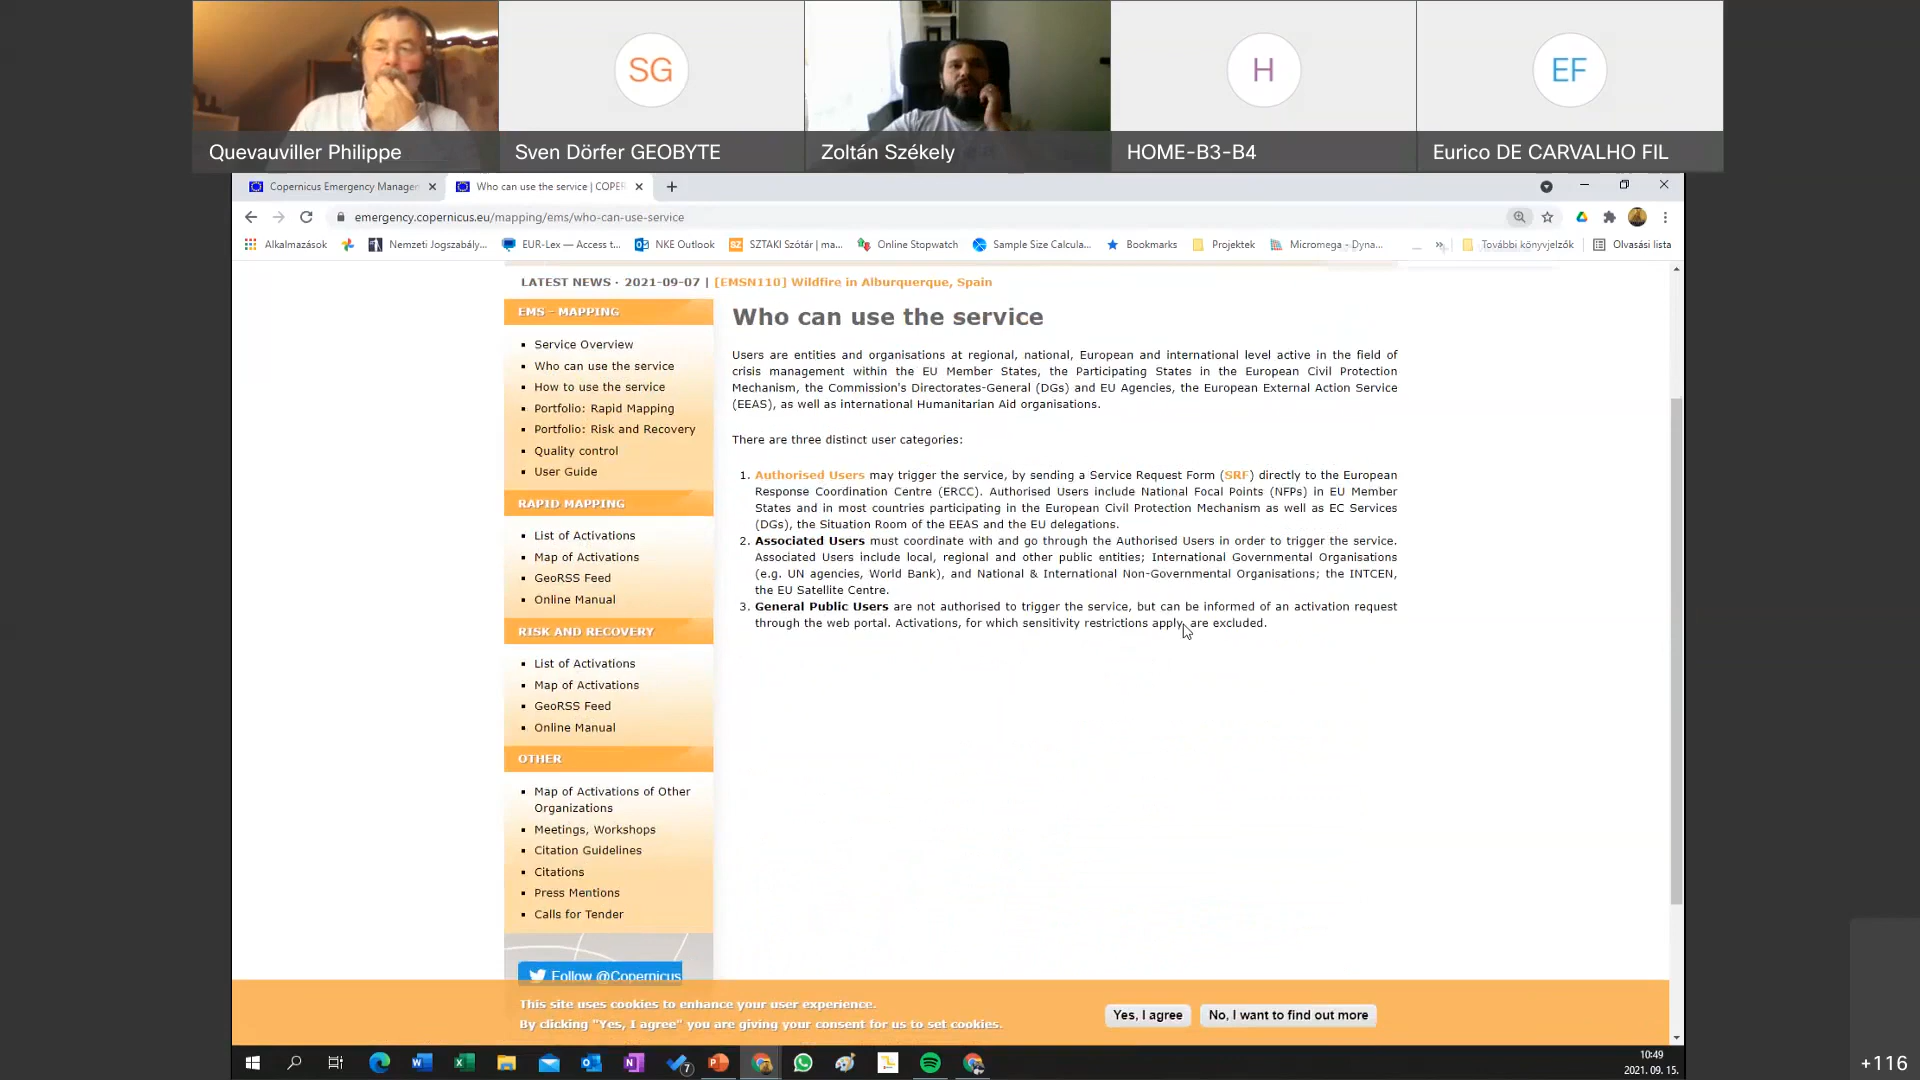 SG
H
EF
Quevauviller Philippe
Sven Dörfer GEOBYTE
Zoltán Székely
HOME-B3-B4
Eurico DE CARVALHO FIL
Copernicus Emergency Manager
Who can use the service | COPER
emergency.copernicus.eu/mapping/ems/who-can-use-service
Alkalmazások
Nemzeti Jogszabály...
EUR-Lex — Access t...
NKE Outlook
SZTAKI Szótár | ma...
Online Stopwatch
Sample Size Calcula...
Bookmarks
Projektek
Micromega - Dyna...
További könyvjelzők
Olvasási lista
LATEST NEWS · 2021-09-07 | [EMSN110] Wildfire in Alburquerque, Spain
EMS - MAPPING
Service Overview
Who can use the service
How to use the service
Portfolio: Rapid Mapping
Portfolio: Risk and Recovery
Quality control
User Guide
RAPID MAPPING
List of Activations
Map of Activations
GeoRSS Feed
Online Manual
RISK AND RECOVERY
List of Activations
Map of Activations
GeoRSS Feed
Online Manual
OTHER
Map of Activations of Other
Organizations
Meetings, Workshops
Citation Guidelines
Citations
Press Mentions
Calls for Tender
Follow @Copernicus
Who can use the service
Users are entities and organisations at regional, national, European and international level active in the field of
crisis management within the EU Member States, the Participating States in the European Civil Protection
Mechanism, the Commission's Directorates-General (DGs) and EU Agencies, the European External Action Service
(EEAS), as well as international Humanitarian Aid organisations.
There are three distinct user categories:
1. Authorised Users may trigger the service, by sending a Service Request Form (SRF) directly to the European
Response Coordination Centre (ERCC). Authorised Users include National Focal Points (NFPs) in EU Member
States and in most countries participating in the European Civil Protection Mechanism as well as EC Services
(DGs), the Situation Room of the EEAS and the EU delegations.
2. Associated Users must coordinate with and go through the Authorised Users in order to trigger the service.
Associated Users include local, regional and other public entities; International Governmental Organisations
(e.g. UN agencies, World Bank), and National & International Non-Governmental Organisations; the INTCEN,
the EU Satellite Centre.
3. General Public Users are not authorised to trigger the service, but can be informed of an activation request
through the web portal. Activations, for which sensitivity restrictions apply, are excluded.
This site uses cookies to enhance your user experience.
By clicking "Yes, I agree" you are giving your consent for us to set cookies.
Yes, I agree
No, I want to find out more
7
10:49
2021. 09. 15.
+116